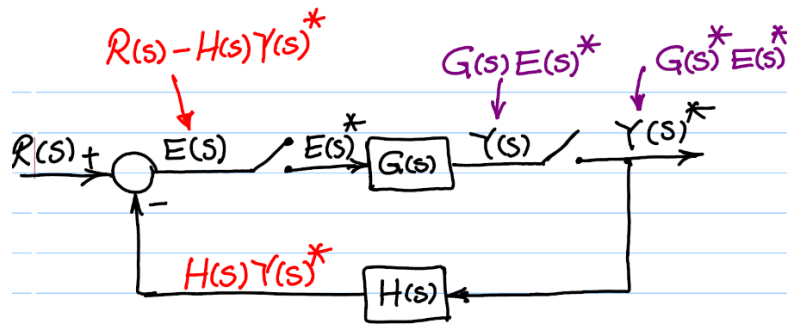 R(s) - H(s)Y(s)*
G(s)E(s)*
G(s)*E(s)*
R(s) +
E(s)
E(s)*
G(s)
Y(s)
Y(s)*
-
H(s)Y(s)*
H(s)